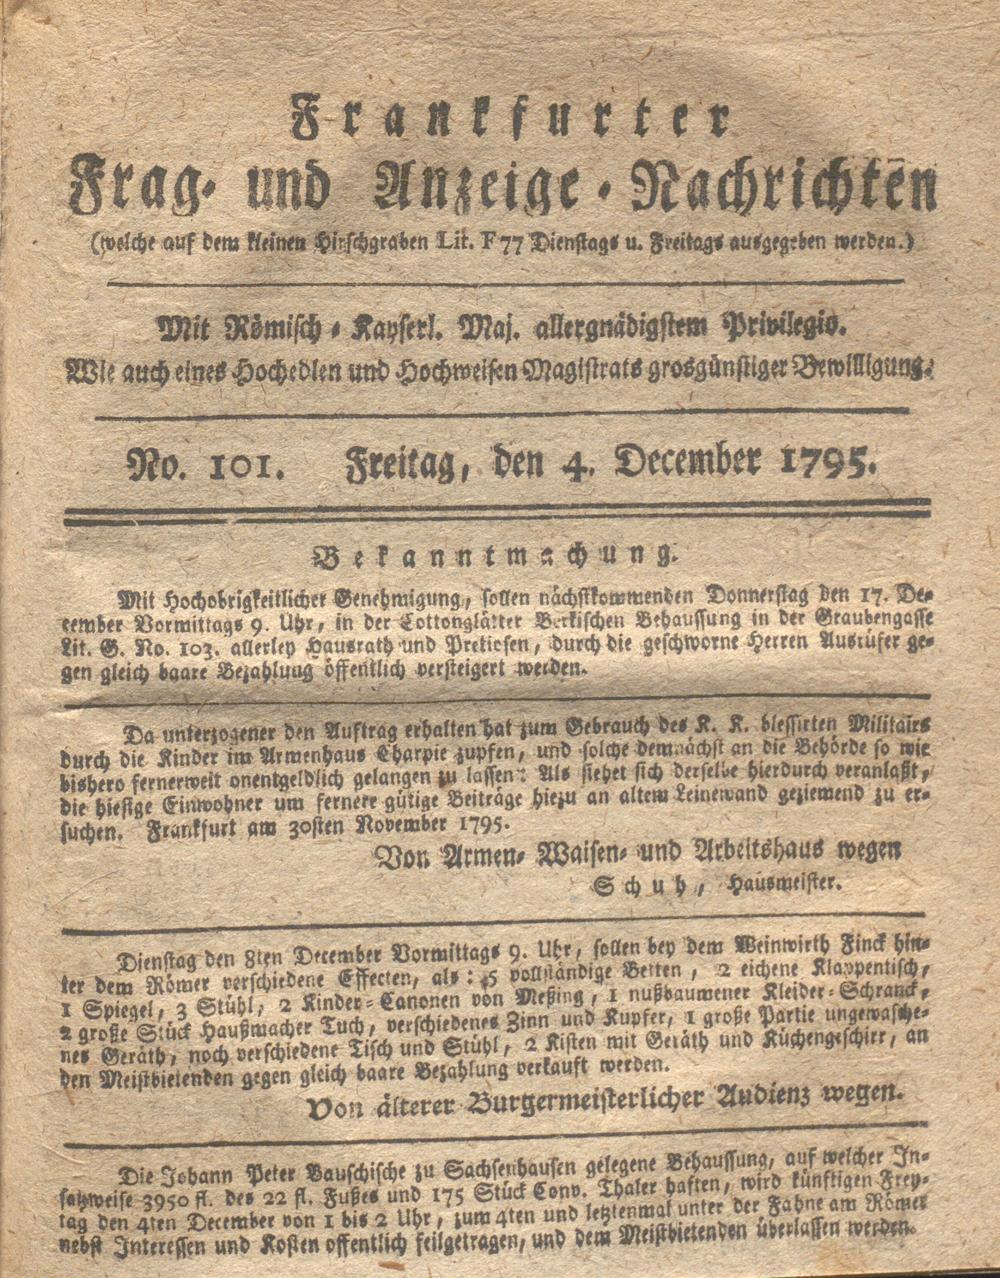 Frankfurter
Frag- und Anzeige-Nachrichten
(welche auf dem kleinen Hirschgraben Lit. F 77 Dienstags u. Freitags ausgegeben werden.)
Mit Römisch-Kayserl. Maj. allergnädigstem Privilegio.
Wie auch eines Hochedlen und Hochweisen Magistrats grosgünstiger Bewilligung.
No. 101. Freitag, den 4. December 1795.
Bekanntmachung.
Mit Hochobrigkeitlicher Genehmigung, sollen nächstkommenden Donnerstag den 17. De-
cember Vormittags 9. Uhr, in der Cottonglätter Berkischen Behaussung in der Graubengasse
Lit. G. No. 103. allerley Hausrath und Pretiosen, durch die geschworne Herren Ausrüfer ge-
gen gleich baare Bezahlung öffentlich versteigert werden.
Da unterzogener den Auftrag erhalten hat zum Gebrauch des K. K. blessirten Militairs
durch die Kinder im Armenhaus Charpie zupfen, und solche demnächst an die Behörde so wie
bishero fernerweit onentgeldlich gelangen zu lassen: Als siehet sich derselbe hierdurch veranlaßt,
die hiesige Einwohner um fernere gütige Beiträge hiezu an altem Leinewand geziemend zu er-
suchen. Frankfurt am 30sten November 1795.
Von Armen- Waisen- und Arbeitshaus wegen
Schuh, Hausmeister.
Dienstag den 8ten December Vormittags 9. Uhr, sollen bey dem Weinwirth Finck hin-
ter dem Römer verschiedene Effecten, als: 5 vollständige Betten, 2 eichene Klappentisch,
1 Spiegel, 3 Stühl, 2 Kinder-Canonen von Meßing, 1 nußbaumener Kleider-Schranck,
2 große Stück Haußmacher Tuch, verschiedenes Zinn und Kupfer, 1 große Partie ungewasche-
nes Geräth, noch verschiedene Tisch und Stühl, 2 Kisten mit Geräth und Küchengeschirr, an
den Meistbietenden gegen gleich baare Bezahlung verkauft werden.
Von älterer Burgermeisterlicher Audienz wegen.
Die Johann Peter Bauschische zu Sachsenhausen gelegene Behaussung, auf welcher In-
satzweise 3950 fl. des 22 fl. Fußes und 175 Stück Conv. Thaler haften, wird künftigen Frey-
tag den 4ten December von 1 bis 2 Uhr, zum 4ten und letztenmal unter der Fahne am Römer
nebst Interessen und Kosten offentlich feilgetragen, und dem Meistbietenden überlassen werden.